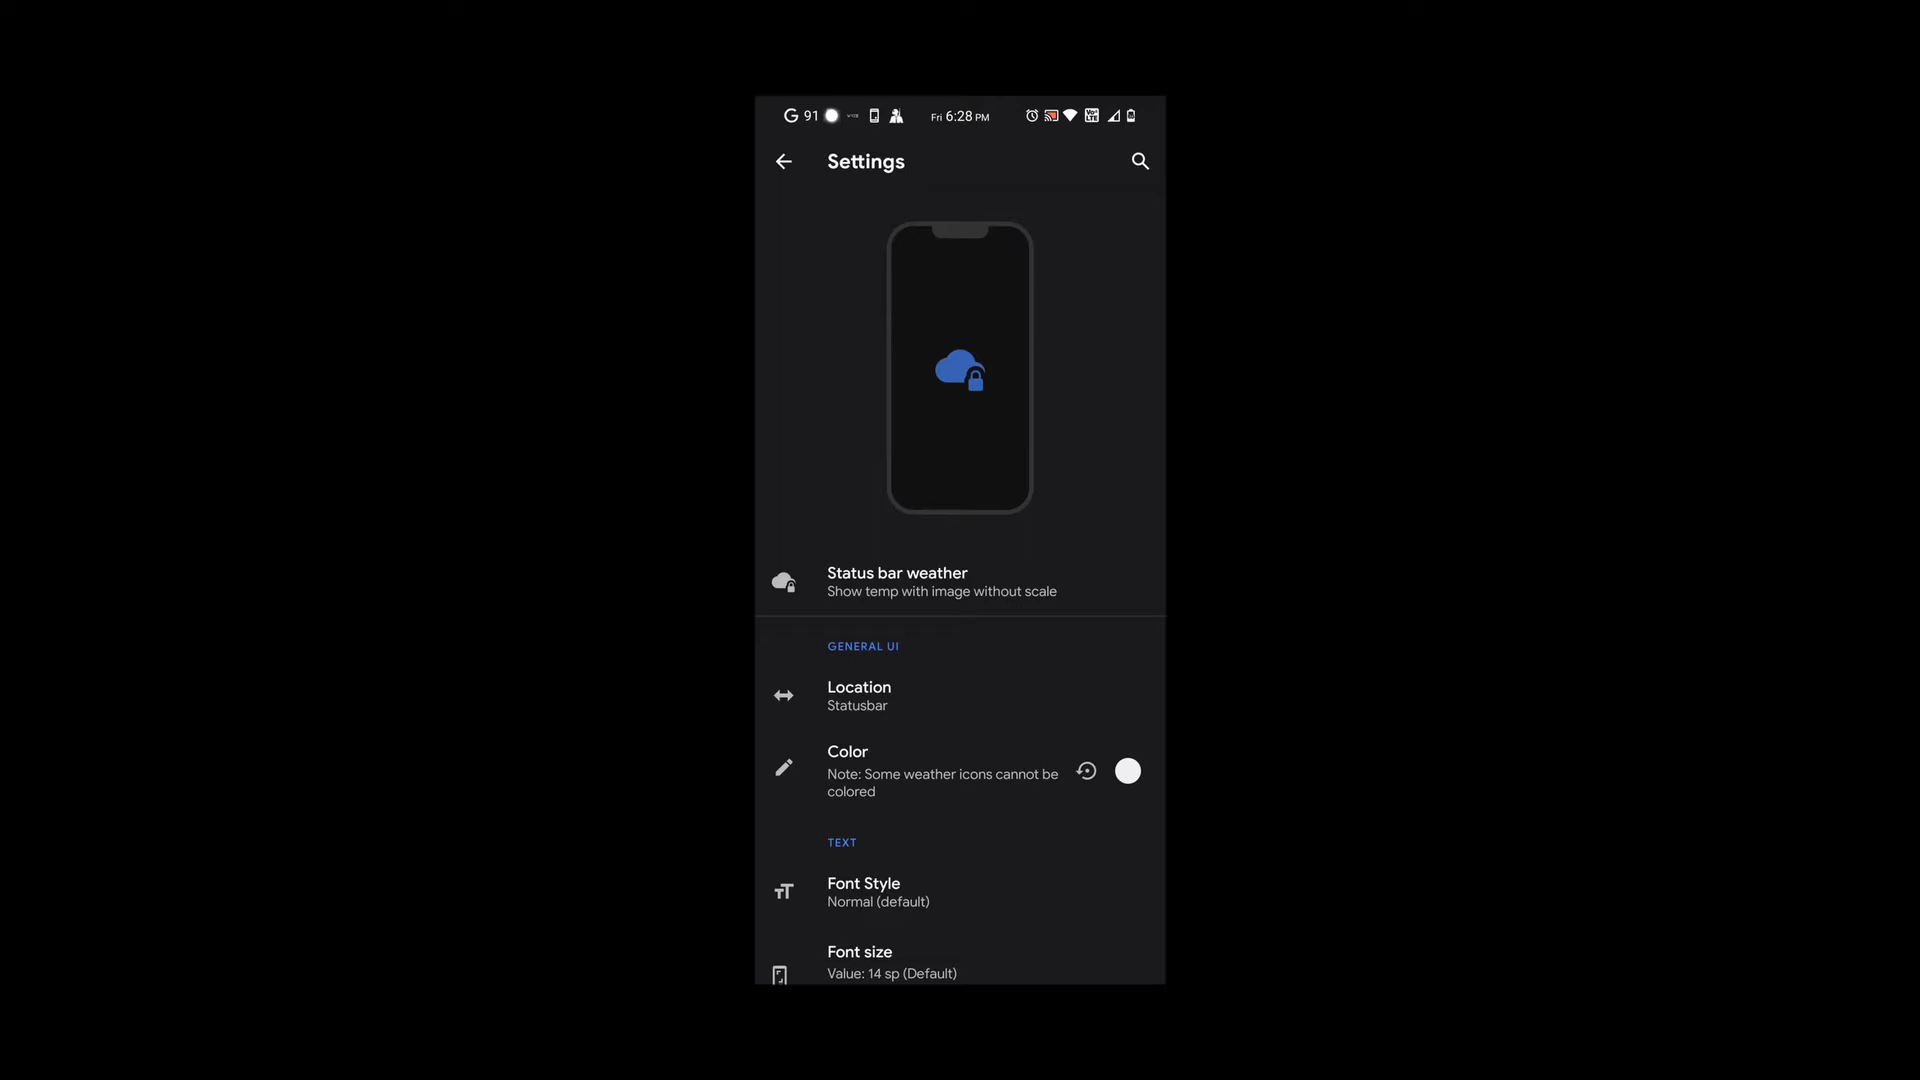 G 91 Fri 6:28 PM
Settings
Status bar weather
Show temp with image without scale
GENERAL UI
Location
Statusbar
Color
Note: Some weather icons cannot be
colored
TEXT
Font Style
Normal (default)
Font size
Value: 14 sp (Default)